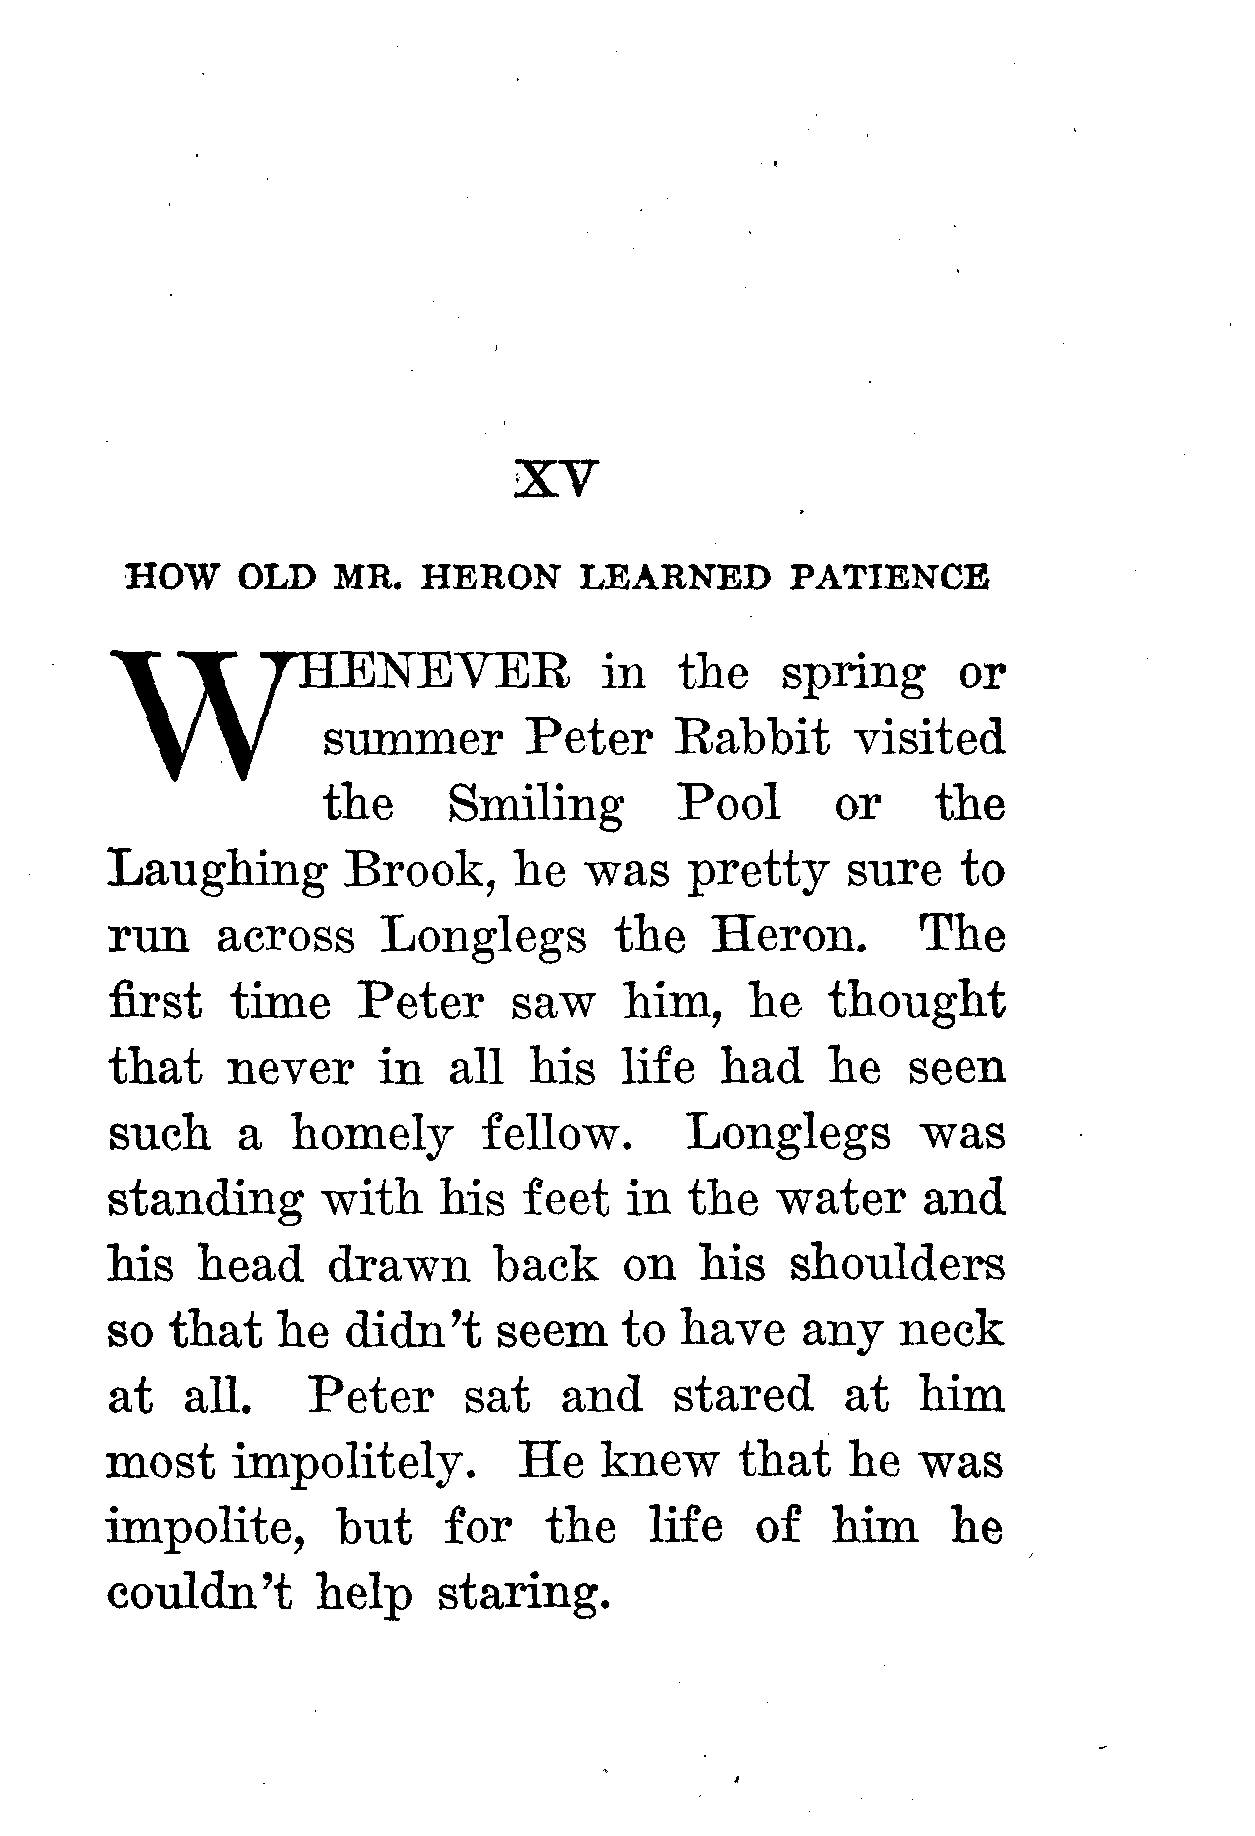 XV
HOW OLD MR. HERON LEARNED PATIENCE
WHENEVER in the spring or
summer Peter Rabbit visited
the Smiling Pool or the
Laughing Brook, he was pretty sure to
run across Longlegs the Heron. The
first time Peter saw him, he thought
that never in all his life had he seen
such a homely fellow. Longlegs was
standing with his feet in the water and
his head drawn back on his shoulders
so that he didn't seem to have any neck
at all. Peter sat and stared at him
most impolitely. He knew that he was
impolite, but for the life of him he
couldn't help staring.